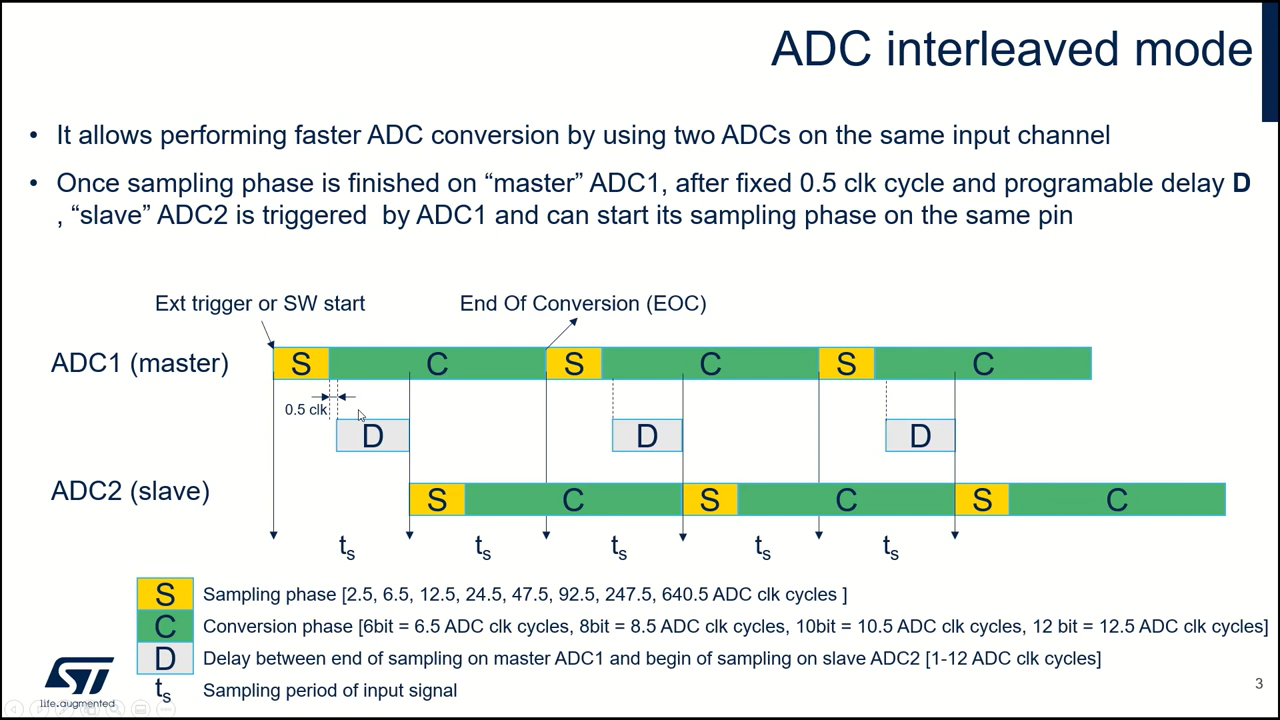 ADC interleaved mode
• It allows performing faster ADC conversion by using two ADCs on the same input channel
• Once sampling phase is finished on “master” ADC1, after fixed 0.5 clk cycle and programable delay D
, “slave” ADC2 is triggered by ADC1 and can start its sampling phase on the same pin
Ext trigger or SW start
End Of Conversion (EOC)
ADC1 (master)
S C S C S C
0.5 clk
D D D
ADC2 (slave)
S C S C S C
ts ts ts ts ts
S Sampling phase [2.5, 6.5, 12.5, 24.5, 47.5, 92.5, 247.5, 640.5 ADC clk cycles ]
C Conversion phase [6bit = 6.5 ADC clk cycles, 8bit = 8.5 ADC clk cycles, 10bit = 10.5 ADC clk cycles, 12 bit = 12.5 ADC clk cycles]
D Delay between end of sampling on master ADC1 and begin of sampling on slave ADC2 [1-12 ADC clk cycles]
ts Sampling period of input signal
ST
life.augmented
3